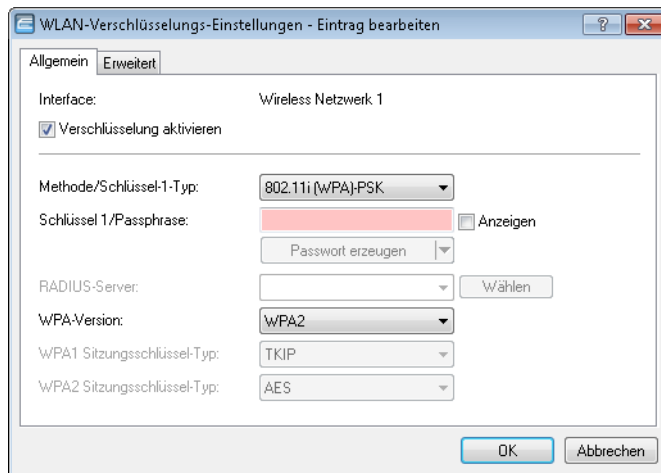 WLAN-Verschlüsselungs-Einstellungen - Eintrag bearbeiten
Allgemein Erweitert
Interface: Wireless Netzwerk 1
Verschlüsselung aktivieren
Methode/Schlüssel-1-Typ: 802.11i (WPA)-PSK
Schlüssel 1/Passphrase: Anzeigen
Passwort erzeugen
RADIUS-Server: Wählen
WPA-Version: WPA2
WPA1 Sitzungsschlüssel-Typ: TKIP
WPA2 Sitzungsschlüssel-Typ: AES
OK Abbrechen